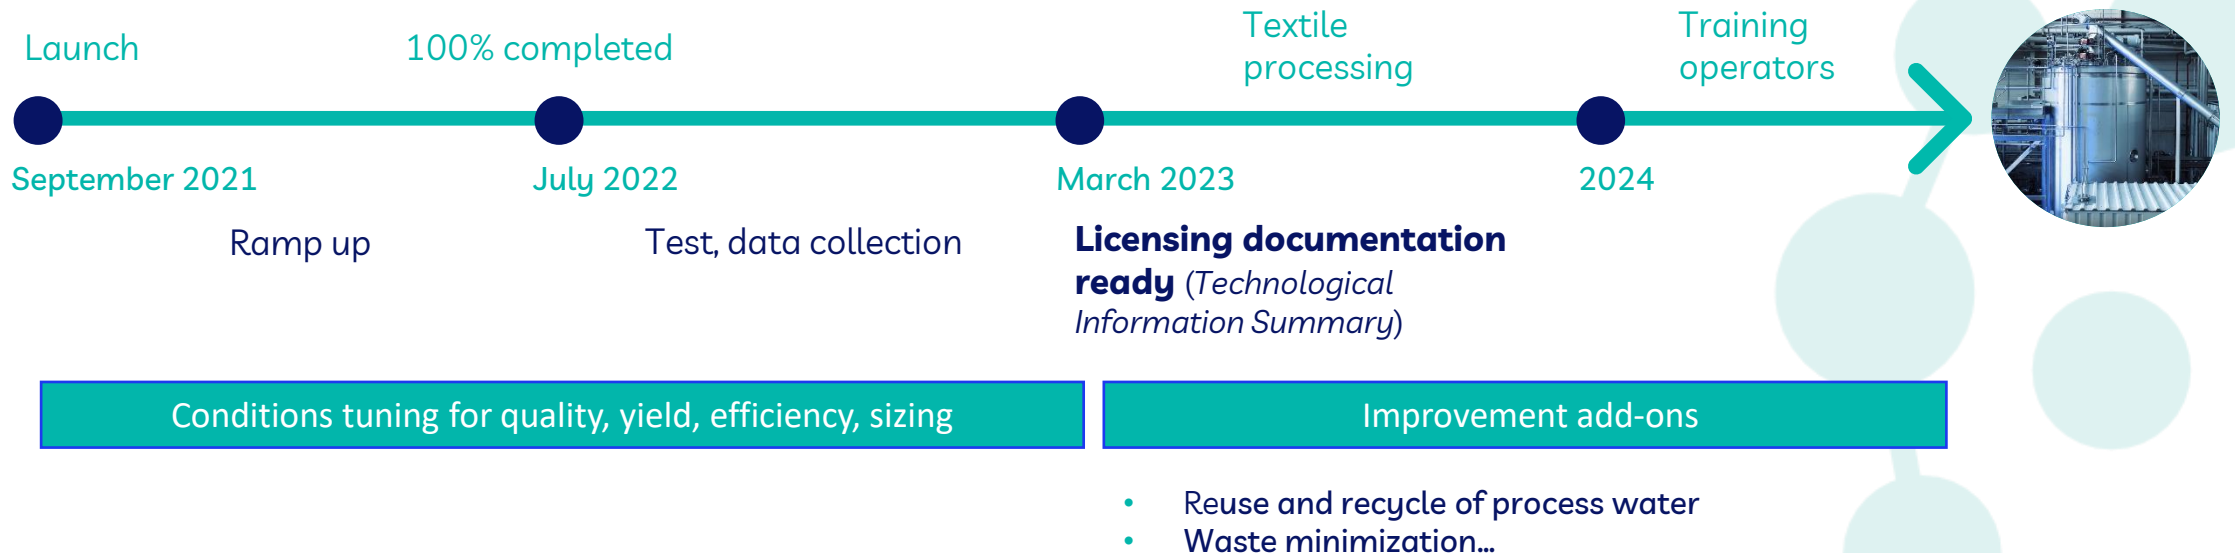 Launch
100% completed
Textile
processing
Training
operators
September 2021
July 2022
March 2023
2024
Ramp up
Test, data collection
Licensing documentation
ready (Technological
Information Summary)
Conditions tuning for quality, yield, efficiency, sizing
Improvement add-ons
• Reuse and recycle of process water
• Waste minimization...